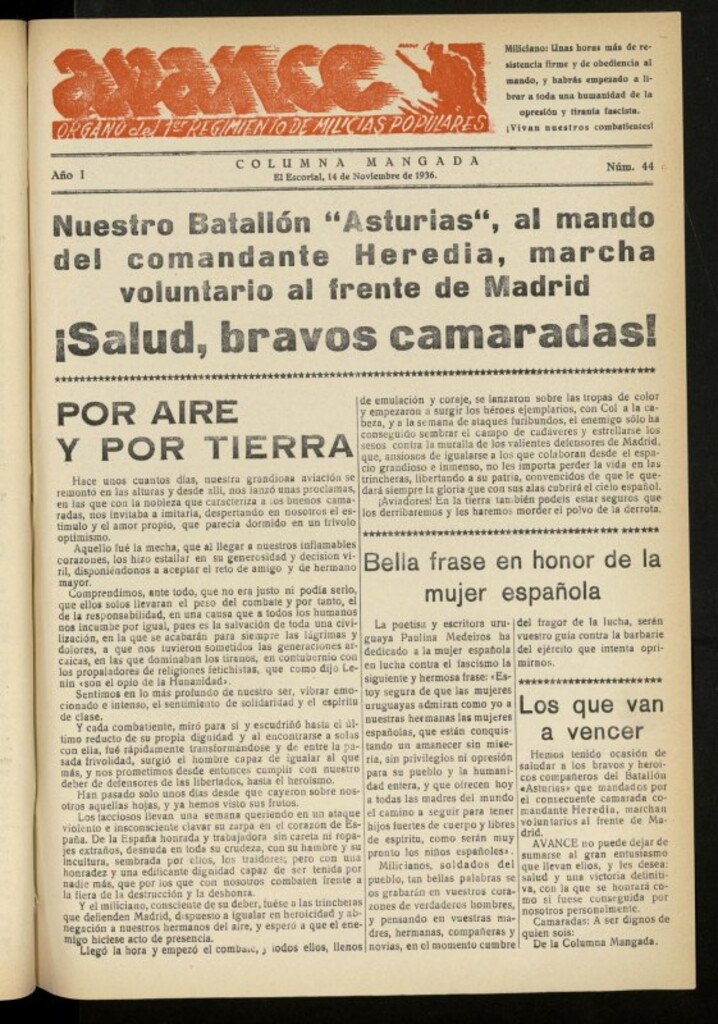 avance
ORGANO del 1er REGIMIENTO DE MILICIAS POPULARES
Miliciano: Unas horas más de re-
sistencia firme y de obediencia al
mando, y habrás empezado a li-
brar a toda una humanidad de la
opresión y tiranía fascista.
¡Vivan nuestros combatientes!
Año I
COLUMNA MANGADA
El Escorial, 14 de Noviembre de 1936.
Núm. 44
Nuestro Batallón “Asturias“, al mando
del comandante Heredia, marcha
voluntario al frente de Madrid
¡Salud, bravos camaradas!
POR AIRE
Y POR TIERRA
Hace unos cuantos días, nuestra grandiosa aviación se
remontó en las alturas y desde allí, nos lanzó unas proclamas,
en las que con la nobleza que caracteriza a los buenos cama-
radas, nos invitaba a imitarla, despertando en nosotros el es-
tímulo y el amor propio, que parecía dormido en un frívolo
optimismo.
Aquello fué la mecha, que al llegar a nuestros inflamables
corazones, los hizo estallar en su generosidad y decisión vi-
ril, disponiéndonos a aceptar el reto de amigo y de hermano
mayor.
Comprendimos, ante todo, que no era justo ni podía serlo,
que ellos solos llevaran el peso del combate y por tanto, el
de la responsabilidad, en una causa que a todos los humanos
nos incumbe por igual, pues es la salvación de toda una civi-
lización, en la que se acabarán para siempre las lágrimas y
dolores, a que nos tuvieron sometidos las generaciones ar-
caicas, en las que dominaban los tiranos, en contubernio con
los propaladores de religiones fetichistas, que como dijo Le-
nin «son el opio de la Humanidad».
Sentimos en lo más profundo de nuestro ser, vibrar emo-
cionado e intenso, el sentimiento de solidaridad y el espíritu
de clase.
Y cada combatiente, miró para sí y escudriñó hasta el úl-
timo reducto de su propia dignidad y al encontrarse a solas
con ella, fué rápidamente transformándose y de entre la pa-
sada frivolidad, surgió el hombre capaz de igualar al que
más, y nos prometimos desde entonces cumplir con nuestro
deber de defensores de las libertades, hasta el heroísmo.
Han pasado solo unos días desde que cayeron sobre nos-
otros aquellas hojas, y ya hemos visto sus frutos.
Los facciosos llevan una semana queriendo en un ataque
violento e insconsciente clavar su zarpa en el corazón de Es-
paña. De la España honrada y trabajadora sin careta ni ropa-
jes extraños, desnuda en toda su crudeza, con su hambre y su
incultura, sembrada por ellos, los traidores; pero con una
honradez y una edificante dignidad capaz de ser tenida por
nadie más, que por los que con nosotros combaten frente a
la fiera de la destrucción y la deshonra.
Y el miliciano, consciente de su deber, fuése a las trincheras
que defienden Madrid, dispuesto a igualar en heroicidad y ab-
negación a nuestros hermanos del aire, y esperó a que el ene-
migo hiciese acto de presencia.
Llegó la hora y empezó el combate, y todos ellos, llenos
de emulación y coraje, se lanzaron sobre las tropas de color
y empezaron a surgir los héroes ejemplarios, con Col a la ca-
beza, y a la semana de ataques furibundos, el enemigo sólo ha
conseguido sembrar el campo de cadáveres y estrellarse los
sesos contra la muralla de los valientes defensores de Madrid,
que, ansiosos de igualarse a los que colaboran desde el espa-
cio grandioso e inmenso, no les importa perder la vida en las
trincheras, libertando a su patria, convencidos de que le que-
dará siempre la gloria que con sus alas cubrirá el cielo español.
¡Aviadores! En la tierra también podeis estar seguros que
los derribaremos y les haremos morder el polvo de la derrota.
Bella frase en honor de la
mujer española
La poetisa y escritora uru-
guaya Paulina Medeiros ha
dedicado a la mujer española
en lucha contra el fascismo la
siguiente y hermosa frase: «Es-
toy segura de que las mujeres
uruguayas admiran como yo a
nuestras hermanas las mujeres
españolas, que están conquis-
tando un amanecer sin mise-
ria, sin privilegios ni opresión
para su pueblo y la humani-
dad entera, y que ofrecen hoy
a todas las madres del mundo
el camino a seguir para tener
hijos fuertes de cuerpo y libres
de espíritu, como serán muy
pronto los niños españoles».
Milicianos, soldados del
pueblo, tan bellas palabras se
os grabarán en vuestros cora-
zones de verdaderos hombres,
y pensando en vuestras ma-
dres, hermanas, compañeras y
novias, en el momento cumbre
del fragor de la lucha, serán
vuestro guía contra la barbarie
del ejército que intenta opri-
mirnos.
Los que van
a vencer
Hemos tenido ocasión de
saludar a los bravos y heroi-
cos compañeros del Batallón
«Asturias» que mandados por
el consecuente camarada co-
mandante Heredia, marchan
voluntarios al frente de Ma-
drid.
AVANCE no puede dejar de
sumarse al gran entusiasmo
que llevan ellos, y les desea:
salud y una victoria definiti-
va, con la que se honrará como
si fuese conseguida por
nosotros personalmente.
Camaradas: A ser dignos de
quien sois:
De la Columna Mangada.